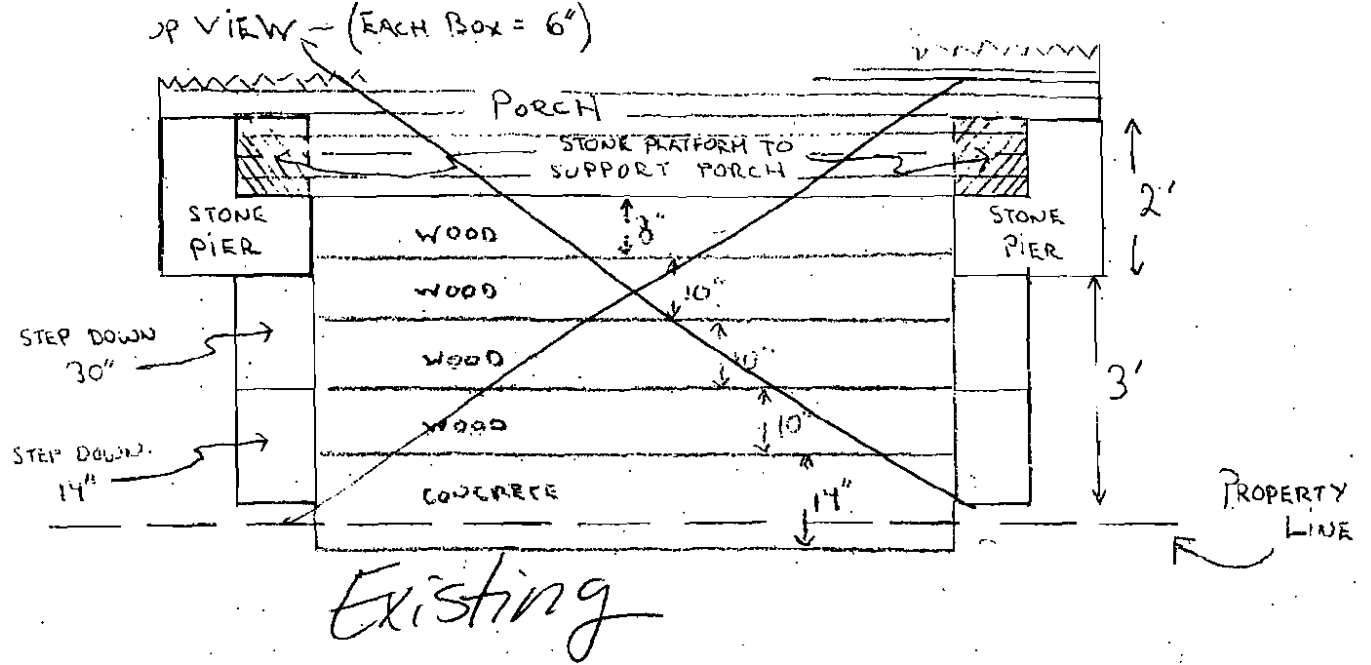 OP VIEW - (EACH BOX = 6")
PORCH
STONE PLATFORM TO
SUPPORT PORCH
STONE
PIER
STONE
PIER
2'
WOOD
8"
WOOD
10"
STEP DOWN
30"
WOOD
10"
3'
WOOD
10"
STEP DOWN.
14"
CONCRETE
14"
PROPERTY
LINE
Existing